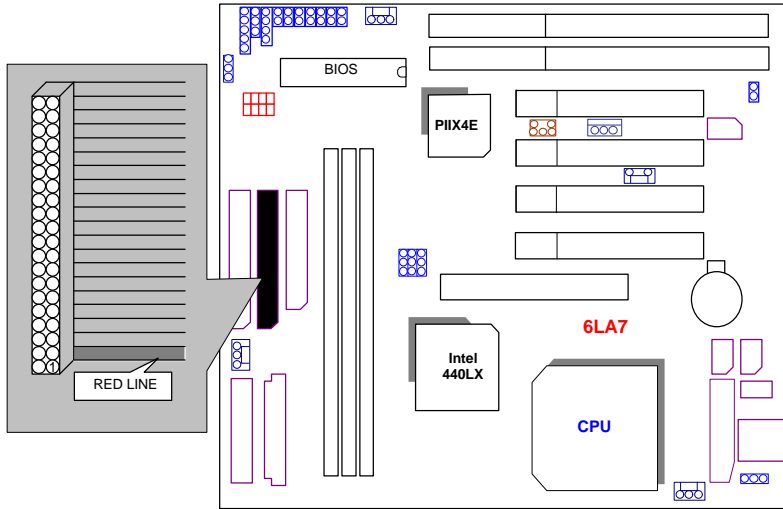 BIOS
PIIX4E
6LA7
Intel
440LX
1
RED LINE
CPU